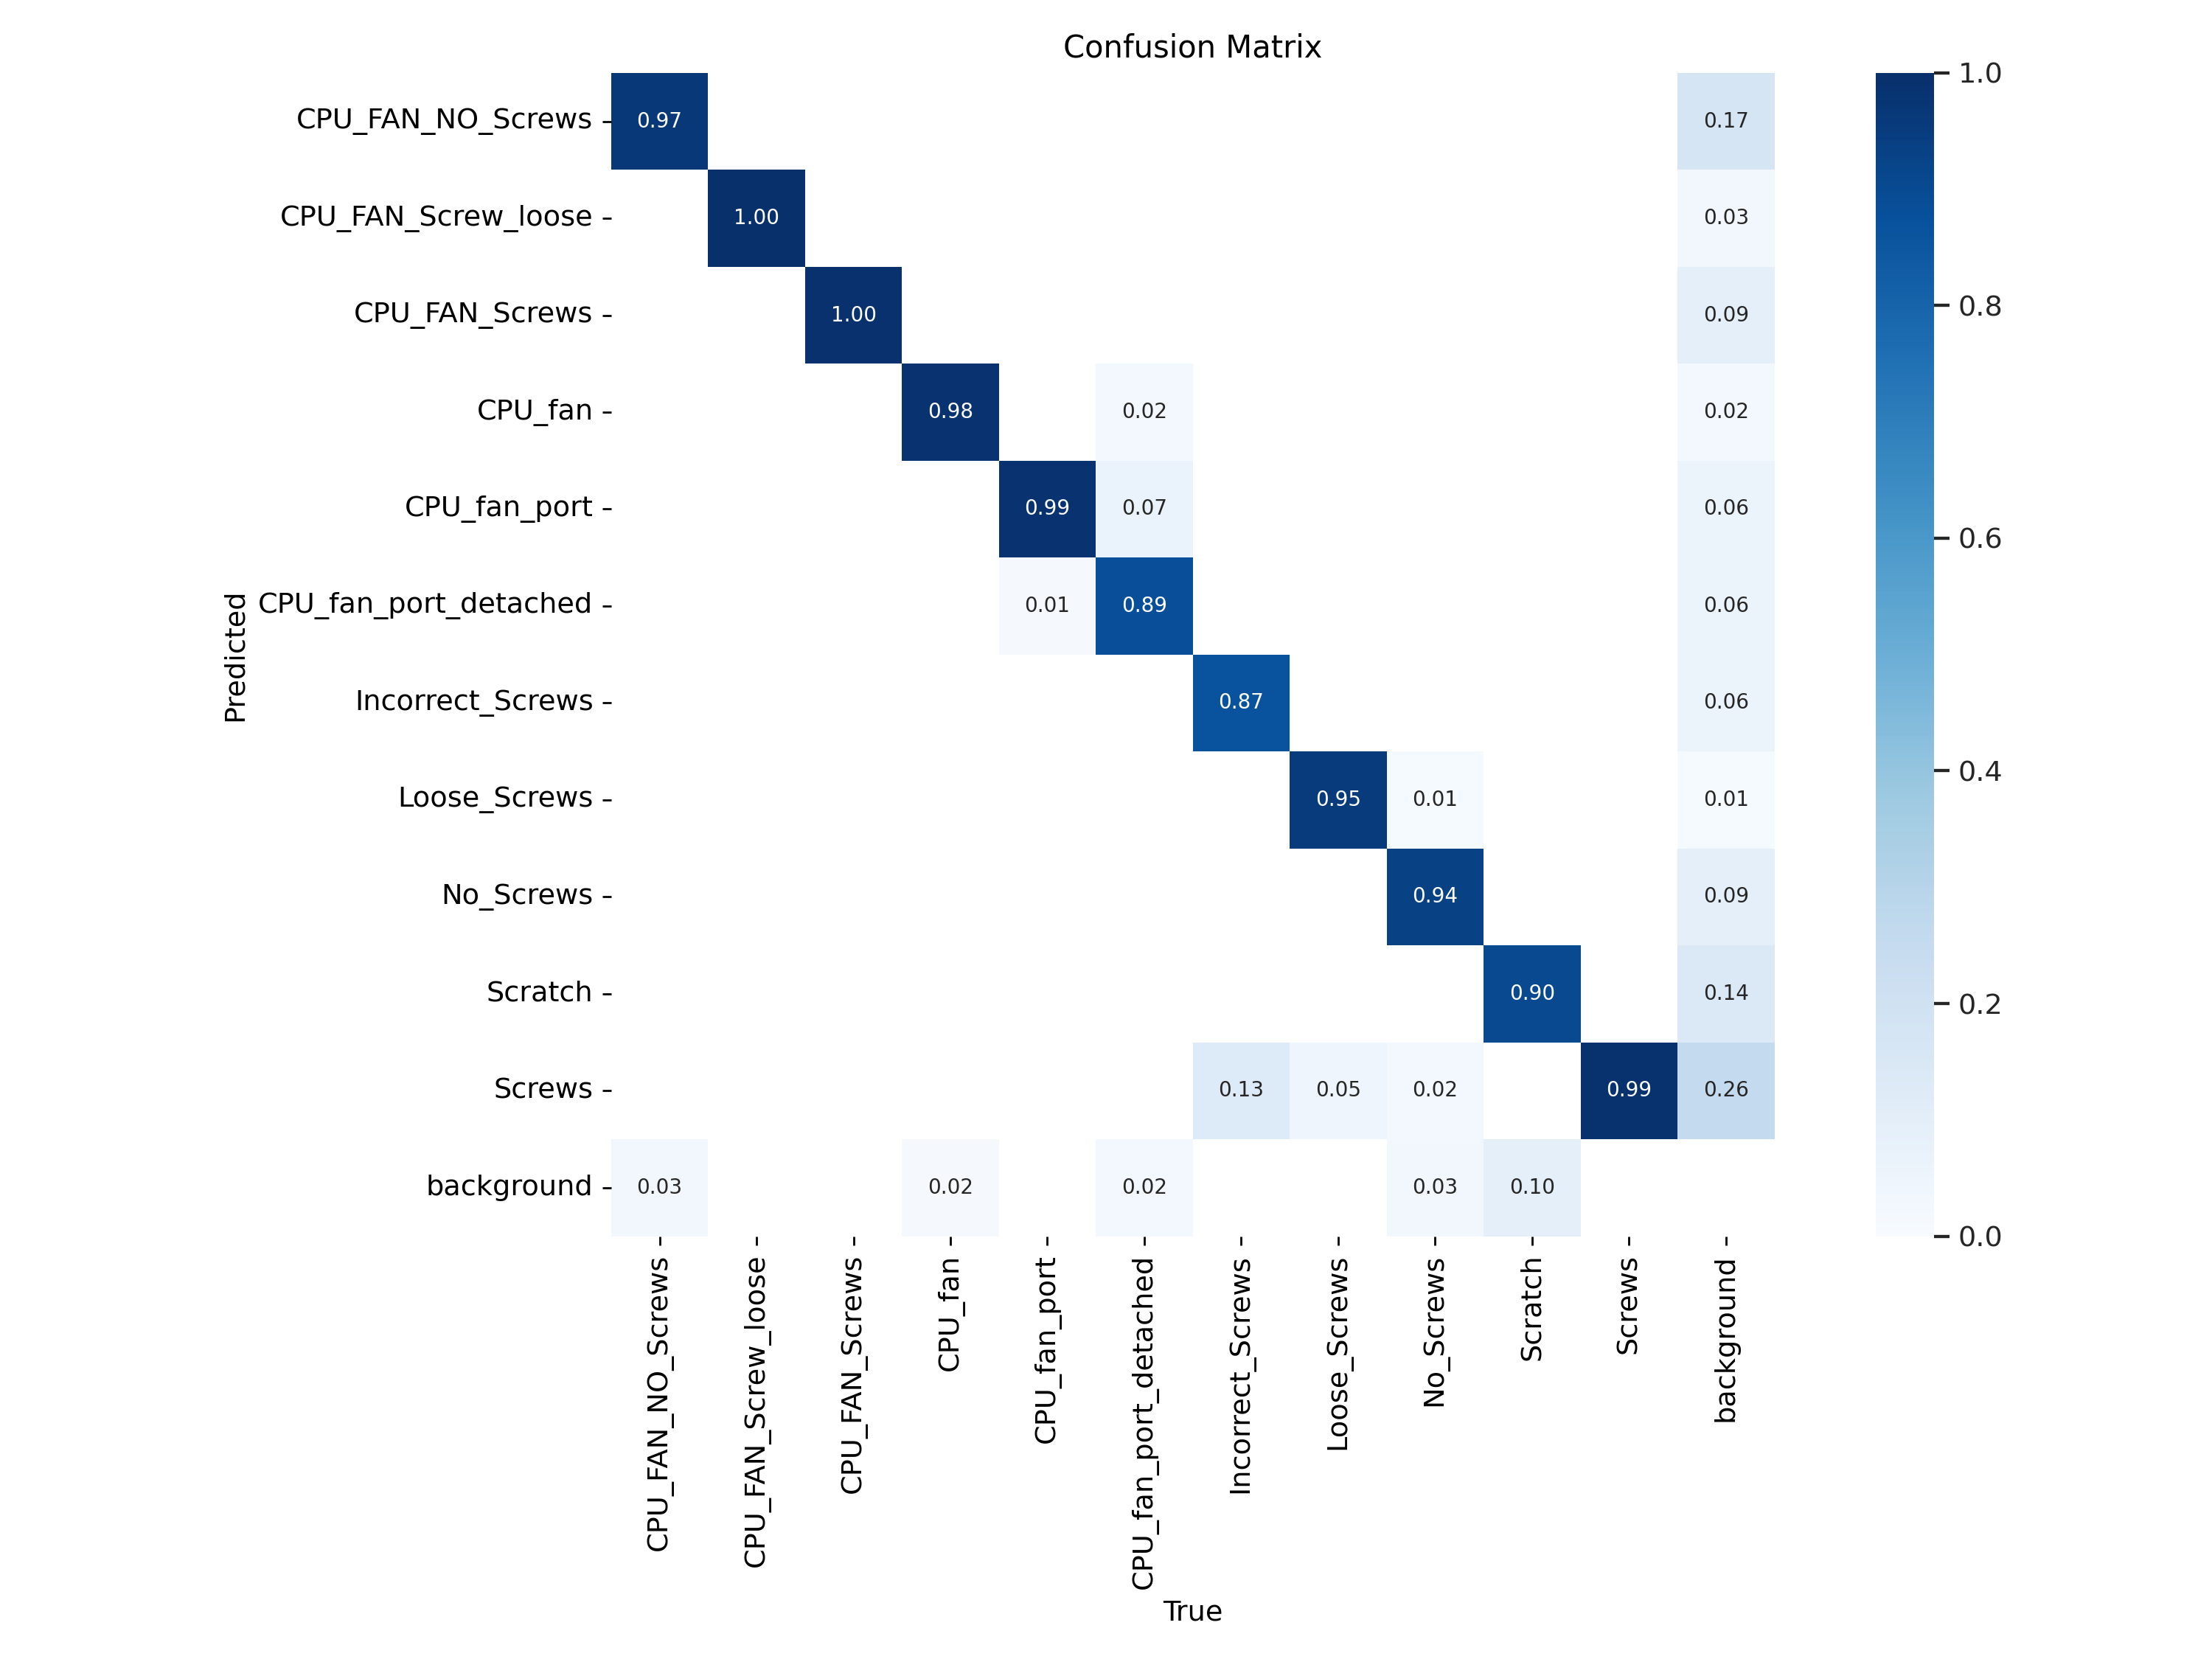 Confusion Matrix
CPU_FAN_NO_Screws 0.97 0.17
CPU_FAN_Screw_loose 1.00 0.03
CPU_FAN_Screws 1.00 0.09
CPU_fan 0.98 0.02 0.02
CPU_fan_port 0.99 0.07 0.06
CPU_fan_port_detached 0.01 0.89 0.06
Incorrect_Screws 0.87 0.06
Loose_Screws 0.95 0.01 0.01
No_Screws 0.94 0.09
Scratch 0.90 0.14
Screws 0.13 0.05 0.02 0.99 0.26
background 0.03 0.02 0.02 0.03 0.10
Predicted
CPU_FAN_NO_Screws
CPU_FAN_Screw_loose
CPU_FAN_Screws
CPU_fan
CPU_fan_port
CPU_fan_port_detached
Incorrect_Screws
Loose_Screws
No_Screws
Scratch
Screws
background
True
1.0
0.8
0.6
0.4
0.2
0.0